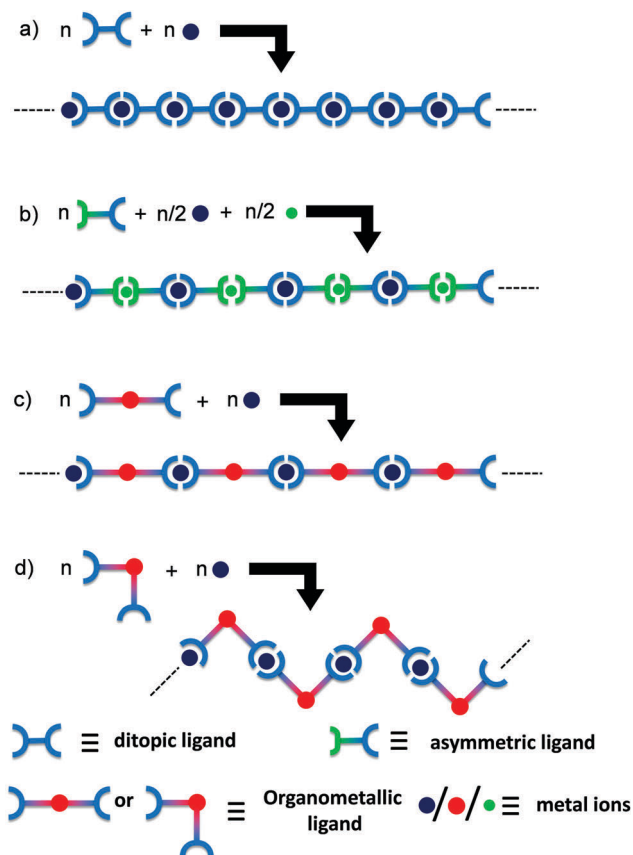 a) n + n
b) n + n/2 + n/2
c) n + n
d) n + n
≡ ditopic ligand
≡ asymmetric ligand
or ≡ Organometallic
ligand
/ / ≡ metal ions